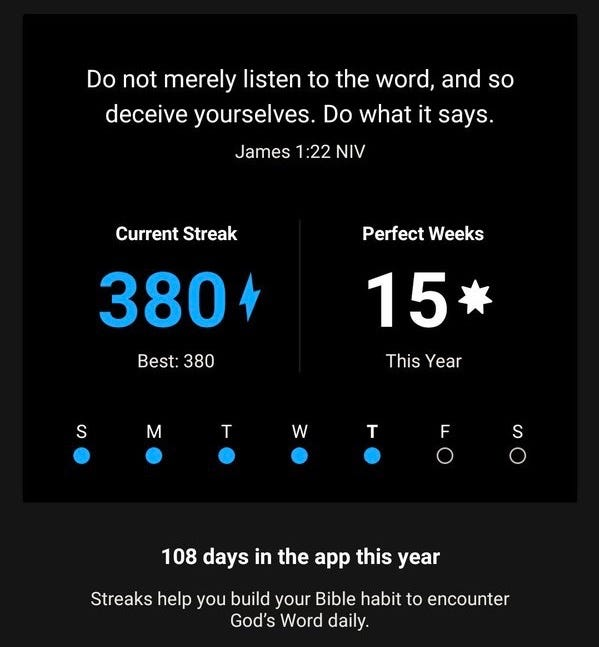 Do not merely listen to the word, and so
deceive yourselves. Do what it says.
James 1:22 NIV
Current Streak
380
Best: 380
Perfect Weeks
15
This Year
S M T W T F S
108 days in the app this year
Streaks help you build your Bible habit to encounter
God's Word daily.